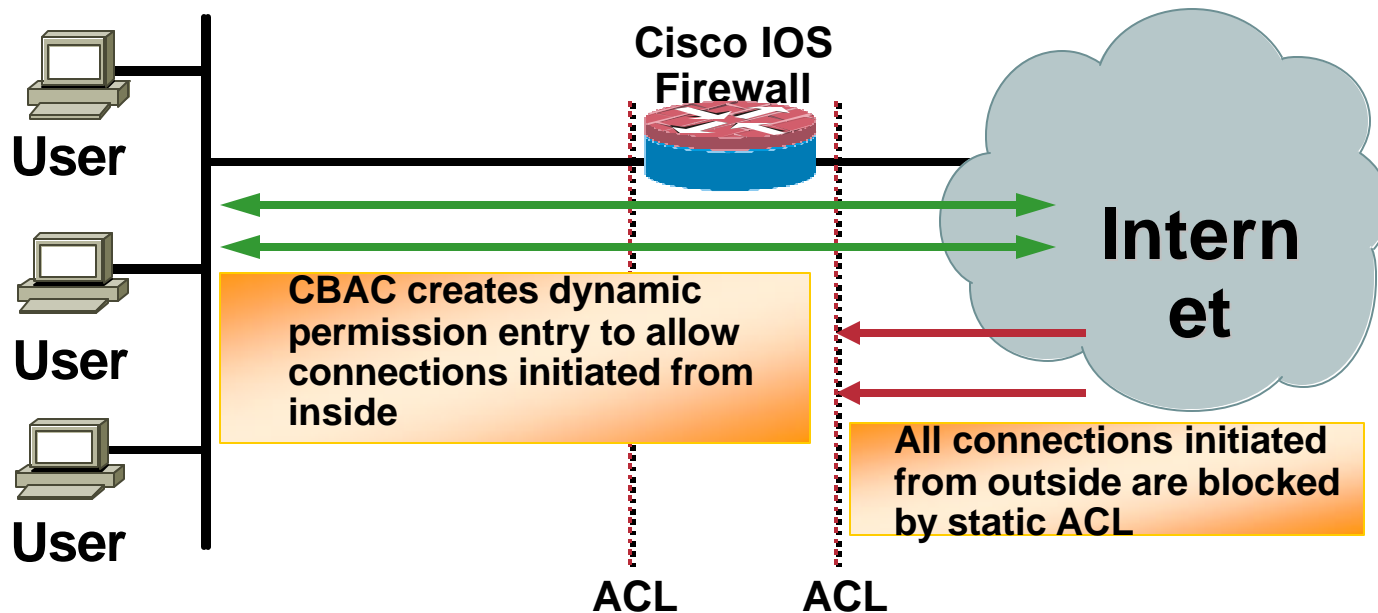 Cisco IOS
Firewall
User
User
User
Intern
et
CBAC creates dynamic
permission entry to allow
connections initiated from
inside
All connections initiated
from outside are blocked
by static ACL
ACL
ACL